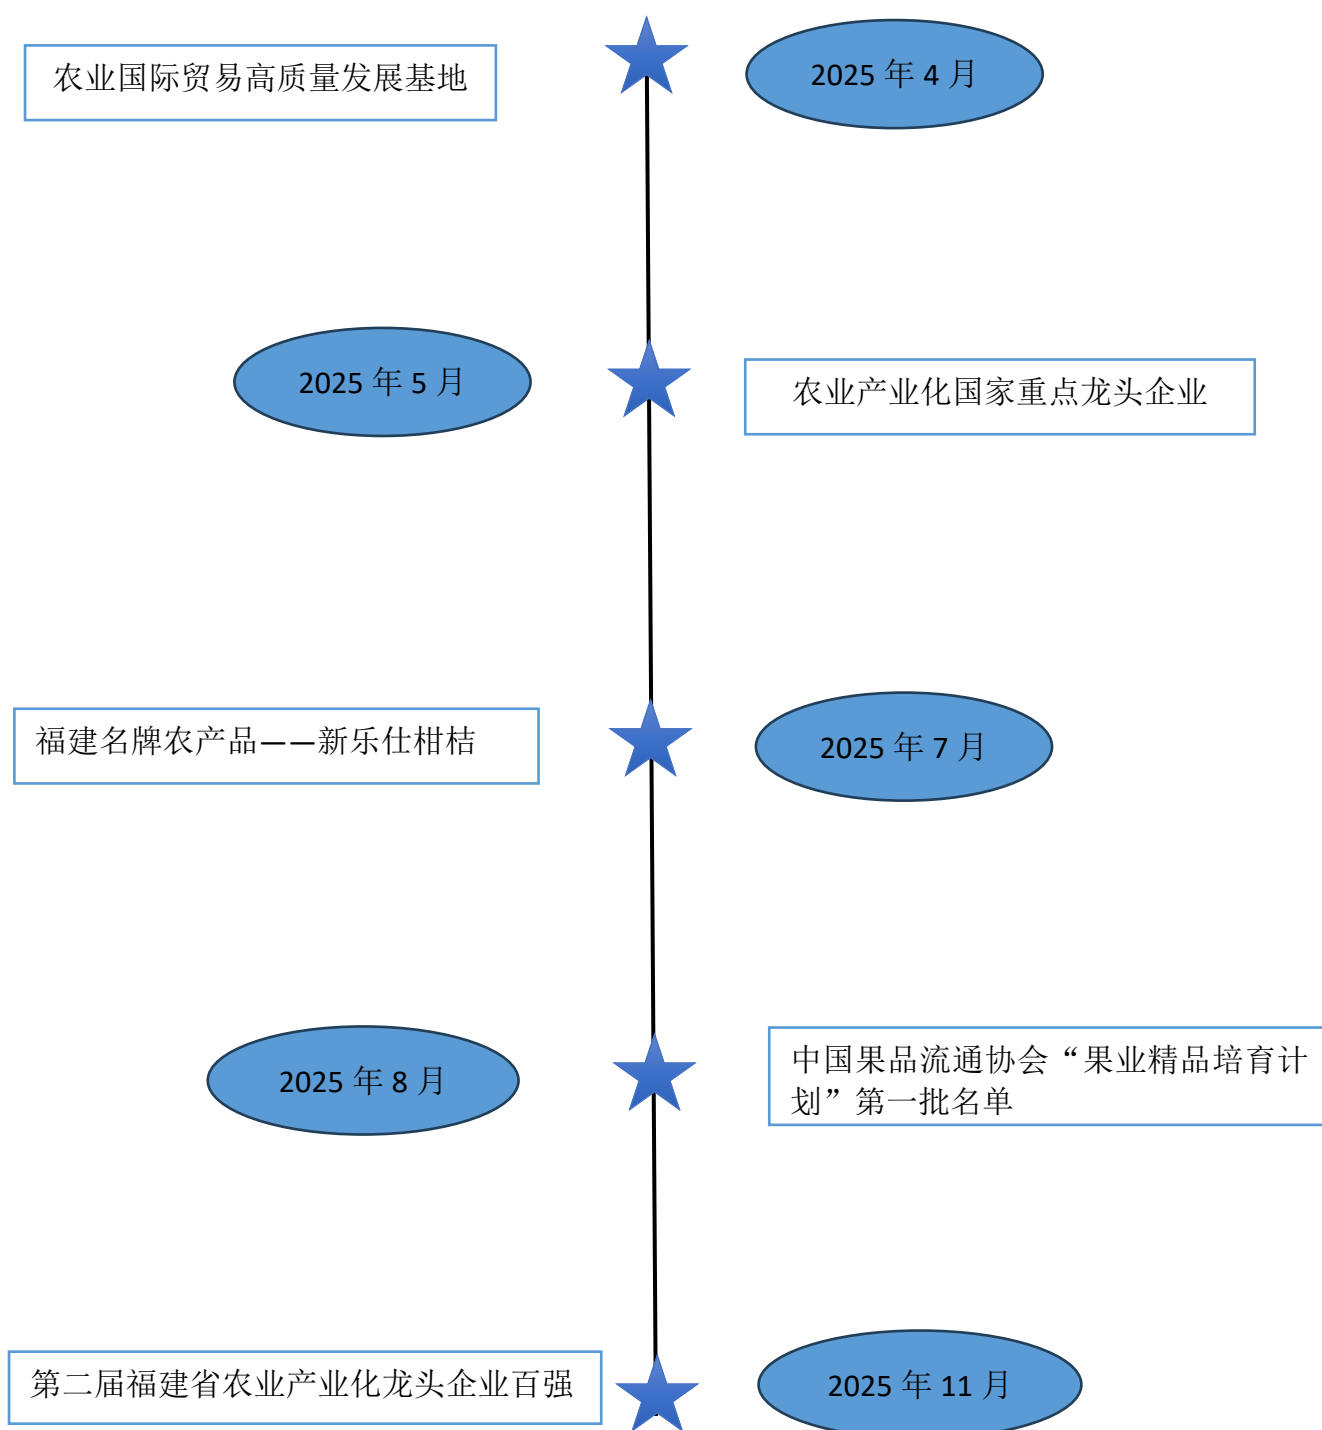 农业国际贸易高质量发展基地
2025 年 4 月
2025 年 5 月
农业产业化国家重点龙头企业
福建名牌农产品——新乐仕柑桔
2025 年 7 月
2025 年 8 月
中国果品流通协会“果业精品培育计
划”第一批名单
第二届福建省农业产业化龙头企业百强
2025 年 11 月